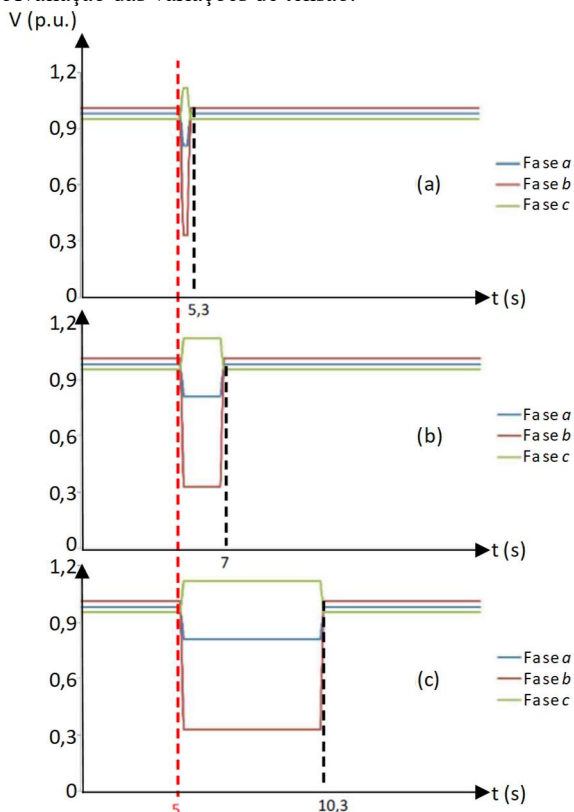 V (p.u.)
1,2
0,9
0,6
0,3
0
(a)
Fase a
Fase b
Fase c
t (s)
5,3
1,2
0,9
0,6
0,3
0
(b)
Fase a
Fase b
Fase c
t (s)
7
1,2
0,9
0,6
0,3
0
(c)
Fase a
Fase b
Fase c
t (s)
5
10,3